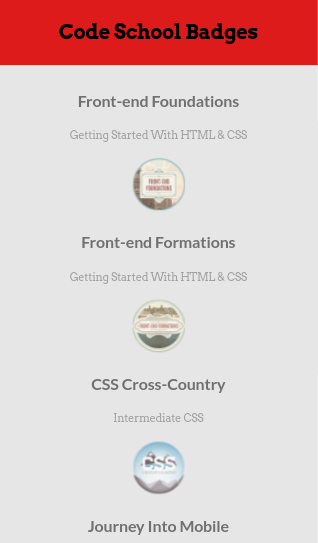 Code School Badges
Front-end Foundations
Getting Started With HTML & CSS
FRONT-END
FOUNDATIONS
Front-end Formations
Getting Started With HTML & CSS
FRONT-END FORMATIONS
CSS Cross-Country
Intermediate CSS
CSS
Journey Into Mobile